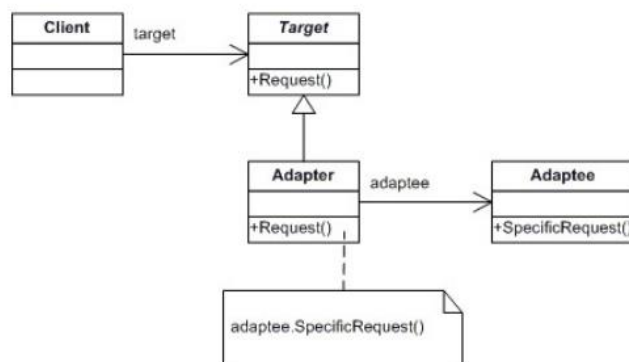 Client
target
Target
+Request()
Adapter
adaptee
Adaptee
+Request()
+SpecificRequest()
adaptee.SpecificRequest()